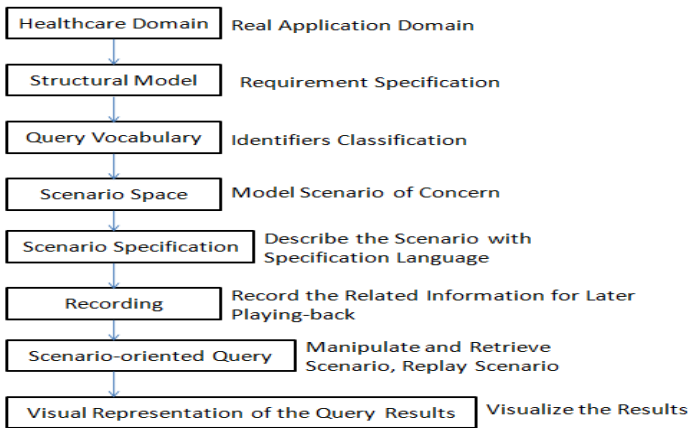 Healthcare Domain Real Application Domain
Structural Model Requirement Specification
Query Vocabulary Identifiers Classification
Scenario Space Model Scenario of Concern
Scenario Specification Describe the Scenario with
Specification Language
Recording Record the Related Information for Later
Playing-back
Scenario-oriented Query Manipulate and Retrieve
Scenario, Replay Scenario
Visual Representation of the Query Results Visualize the Results